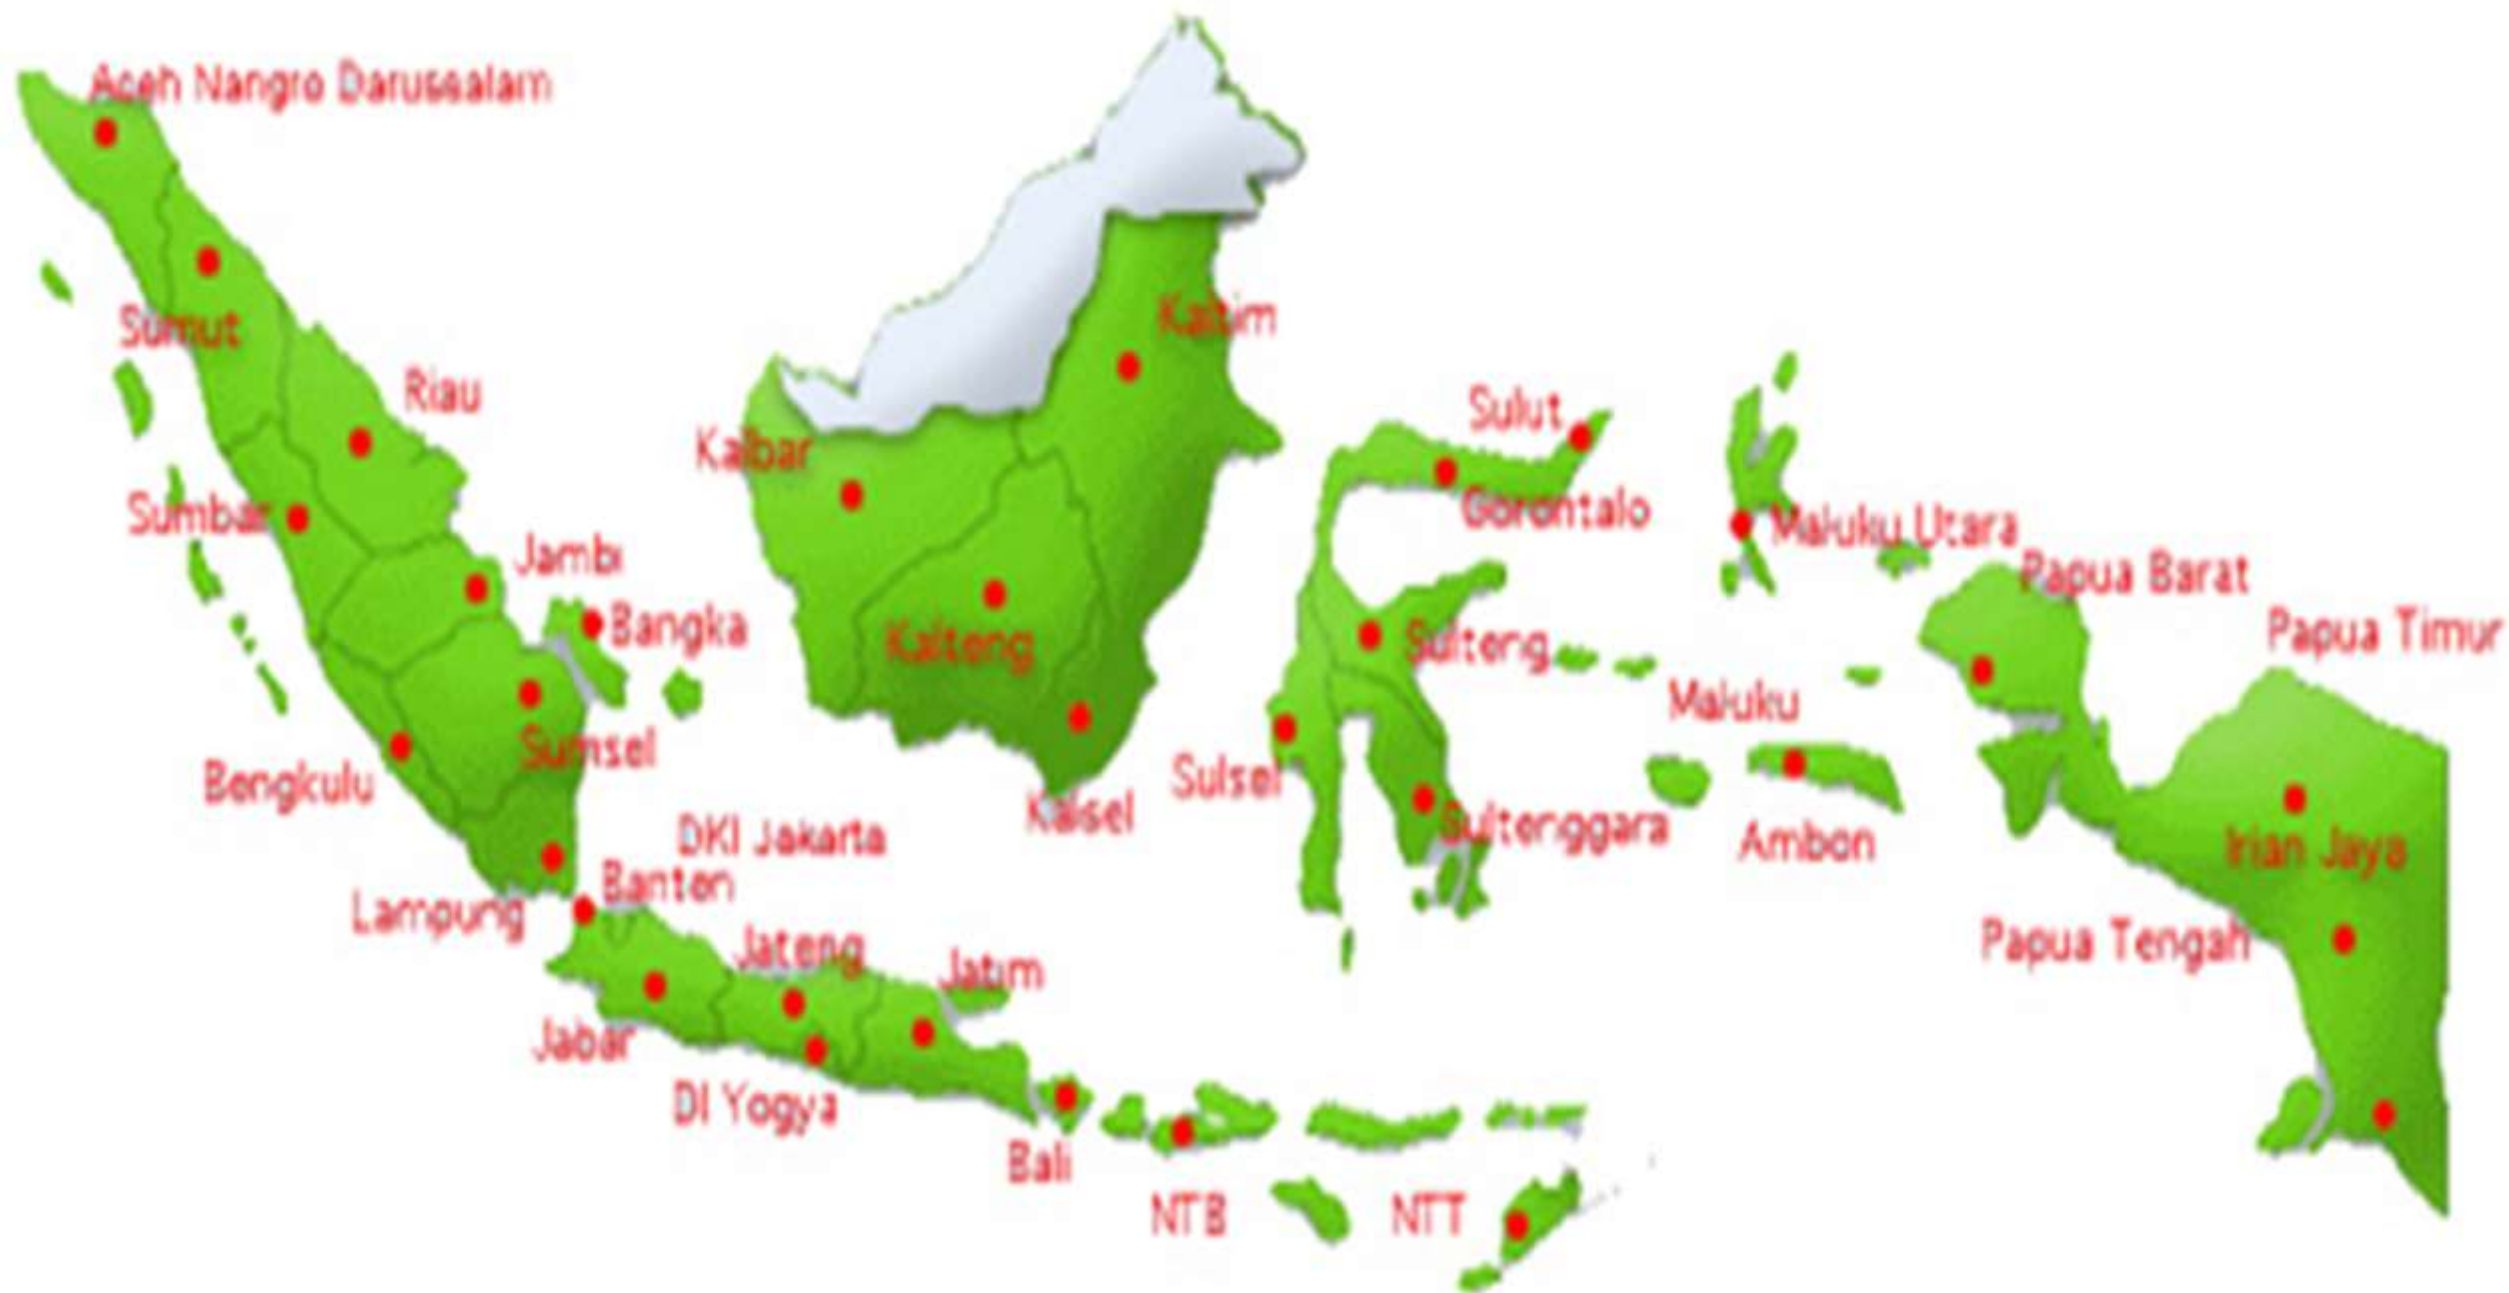 Aceh Nangro Darussalam
Sumut
Riau
Sumbar
Jambi
Bangka
Sumsel
Bengkulu
Lampung
DKI Jakarta
Banten
Jateng
Jatim
Jabar
DI Yogya
Bali
NTB
NTT
Kalbar
Kaltim
Kalteng
Kalsel
Sulut
Gorontalo
Sulteng
Sulsel
Sultenggara
Maluku Utara
Maluku
Ambon
Papua Barat
Papua Timur
Irian Jaya
Papua Tengah